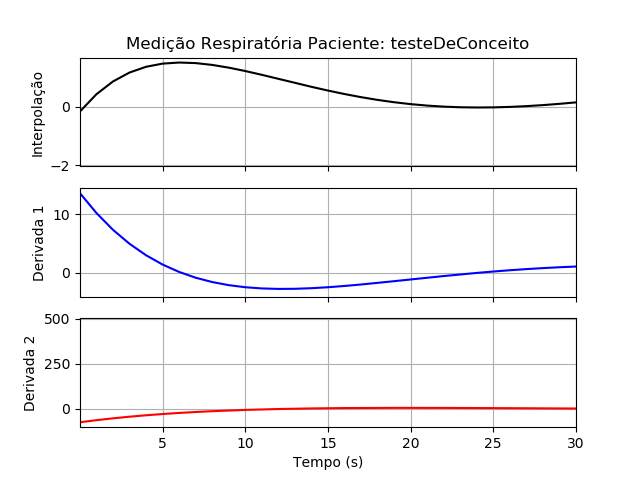 Medição Respiratória Paciente: testeDeConceito
Interpolação
0
−2
Derivada 1
10
0
Derivada 2
500
250
0
5 10 15 20 25 30
Tempo (s)